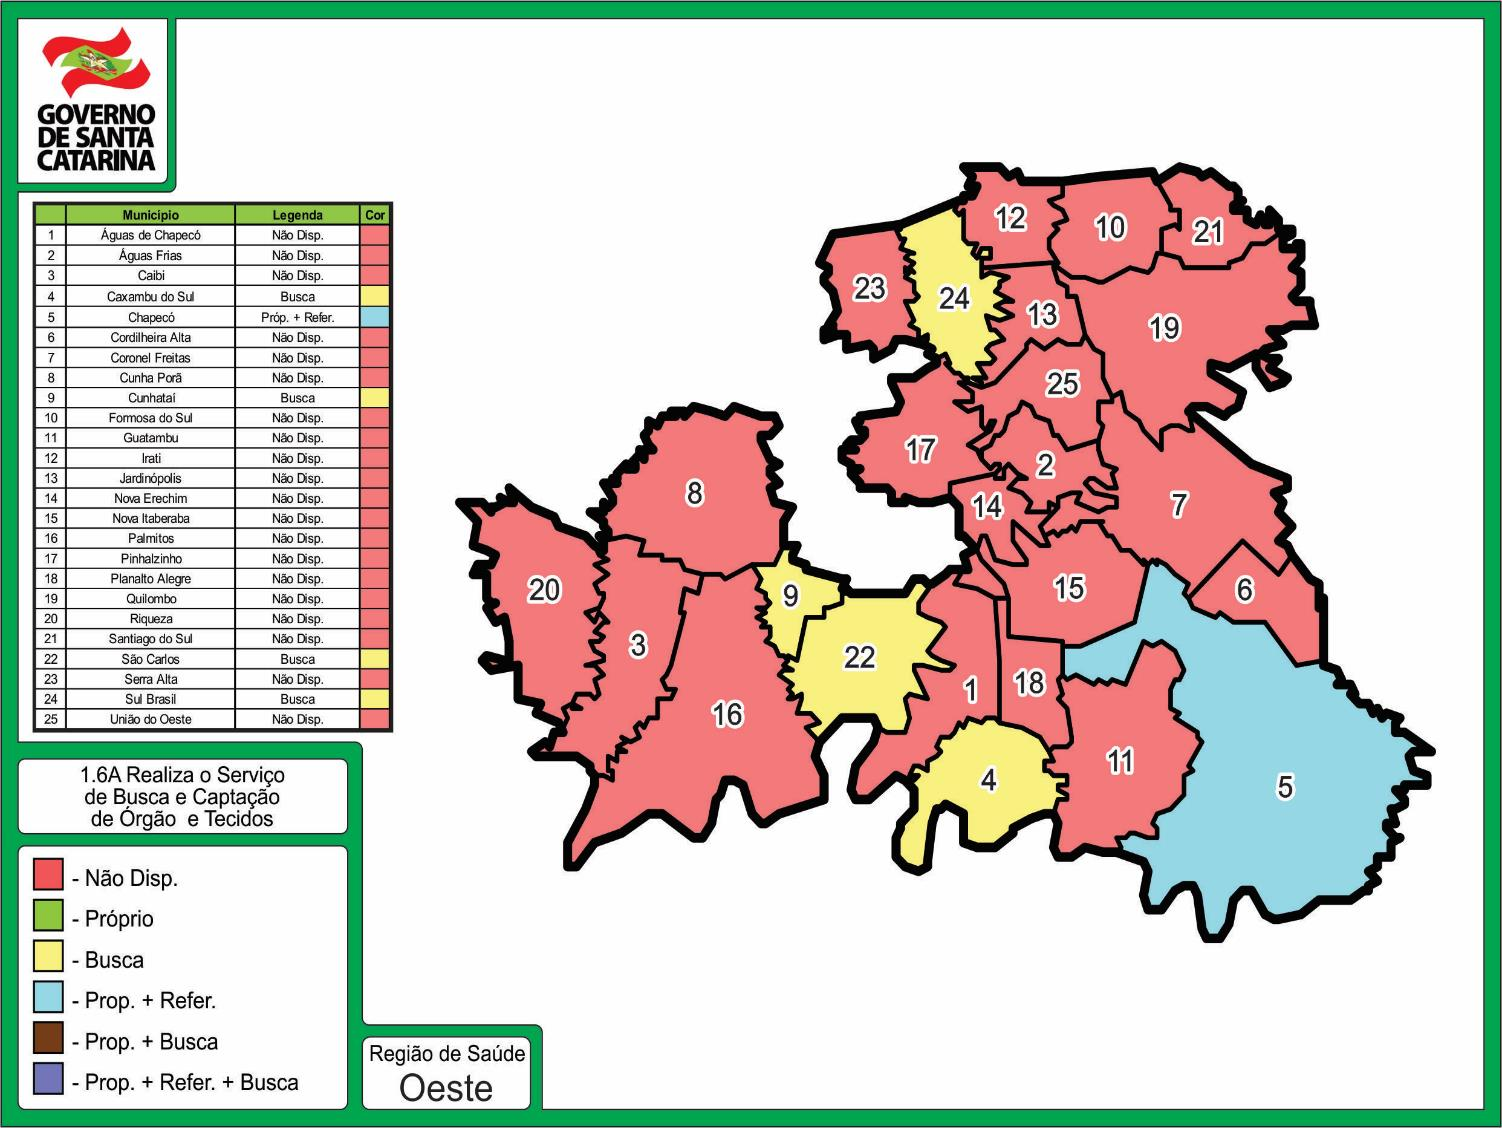 GOVERNO
DE SANTA
CATARINA
Município Legenda Cor
1 Águas de Chapecó Não Disp.
2 Águas Frias Não Disp.
3 Caibi Não Disp.
4 Caxambu do Sul Busca
5 Chapecó Próp. + Refer.
6 Cordilheira Alta Não Disp.
7 Coronel Freitas Não Disp.
8 Cunha Porã Não Disp.
9 Cunhataí Busca
10 Formosa do Sul Não Disp.
11 Guatambu Não Disp.
12 Irati Não Disp.
13 Jardinópolis Não Disp.
14 Nova Erechim Não Disp.
15 Nova Itaberaba Não Disp.
16 Palmitos Não Disp.
17 Pinhalzinho Não Disp.
18 Planalto Alegre Não Disp.
19 Quilombo Não Disp.
20 Riqueza Não Disp.
21 Santiago do Sul Não Disp.
22 São Carlos Busca
23 Serra Alta Não Disp.
24 Sul Brasil Busca
25 União do Oeste Não Disp.
1.6A Realiza o Serviço
de Busca e Captação
de Órgão e Tecidos
- Não Disp.
- Próprio
- Busca
- Prop. + Refer.
- Prop. + Busca
- Prop. + Refer. + Busca
Região de Saúde
Oeste
12
10
21
23
24
13
19
25
17
2
8
14
7
20
9
15
6
3
22
1
18
16
11
4
5